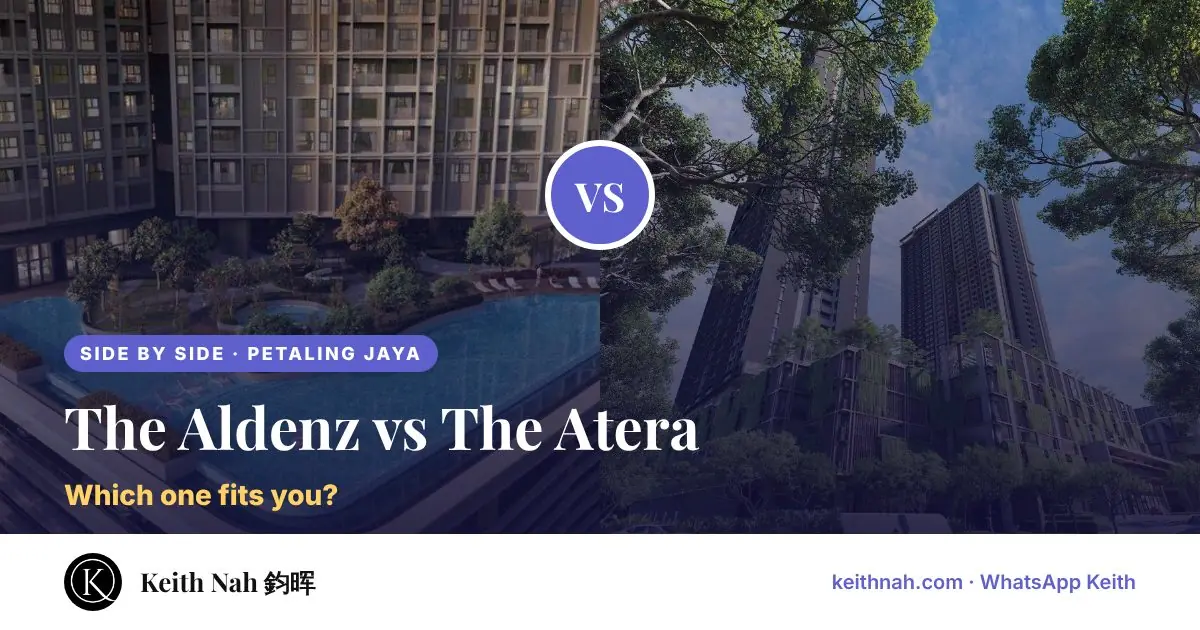 VS
SIDE BY SIDE · PETALING JAYA
The Aldenz vs The Atera
Which one fits you?
K
Keith Nah 鈞晖
keithnah.com · WhatsApp Keith